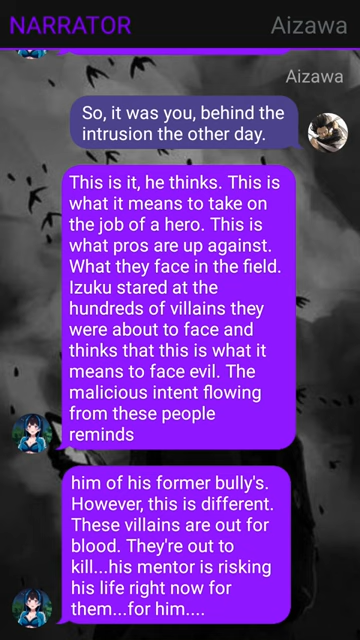 NARRATOR
Aizawa
Aizawa
So, it was you, behind the
intrusion the other day.
This is it, he thinks. This is
what it means to take on
the job of a hero. This is
what pros are up against.
What they face in the field.
Izuku stared at the
hundreds of villains they
were about to face and
thinks that this is what it
means to face evil. The
malicious intent flowing
from these people
reminds
him of his former bully's.
However, this is different.
These villains are out for
blood. They're out to
kill...his mentor is risking
his life right now for
them...for him....